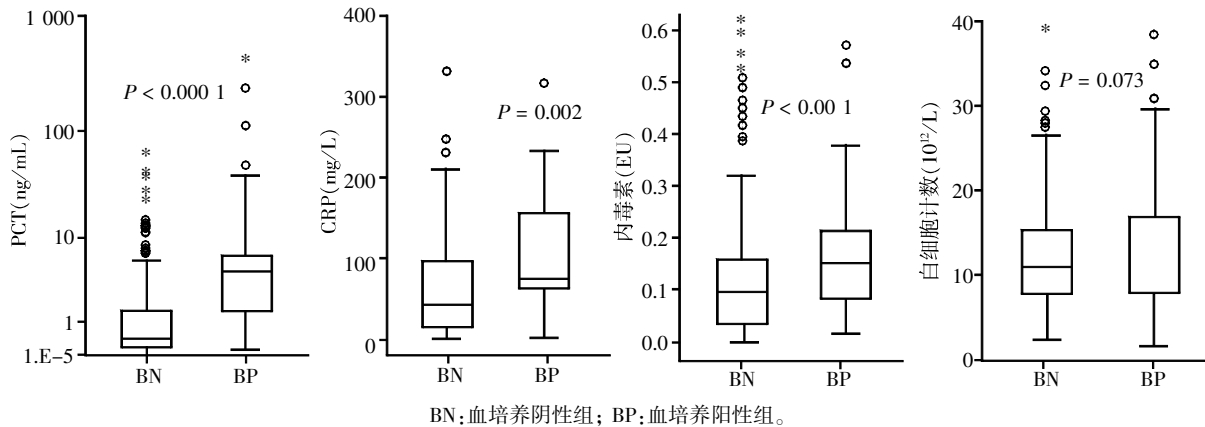 PCT(ng/mL)
1 000
100
10
1
1.E-5
P < 0.000 1
BN
BP
CRP(mg/L)
400
300
200
100
0
P = 0.002
BN
BP
内毒素(EU)
0.6
0.5
0.4
0.3
0.2
0.1
0.0
P < 0.00 1
BN
BP
白细胞计数(10¹²/L)
40
30
20
10
0
P = 0.073
BN
BP
BN:血培养阴性组; BP:血培养阳性组。